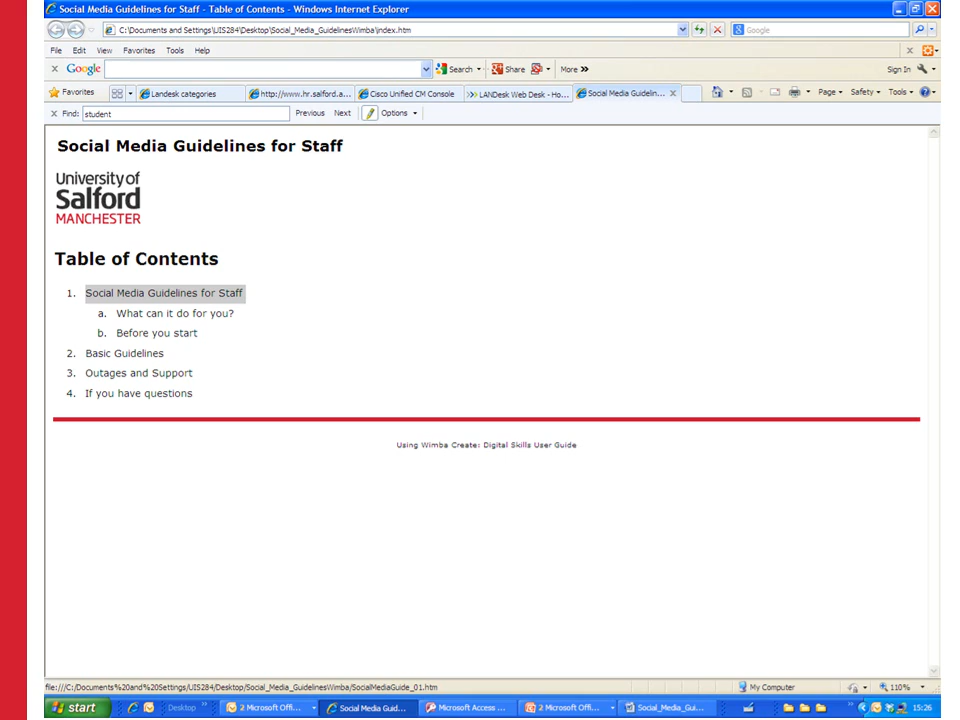 Social Media Guidelines for Staff - Table of Contents - Windows Internet Explorer
C:\Documents and Settings\UIS284\Desktop\Social_Media_GuidelinesWimba\index.htm
Google
File Edit View Favorites Tools Help
X Google Search Share More » Sign In
Favorites Landesk categories http://www.hr.salford.a... Cisco Unified CM Console LANDesk Web Desk - Ho... Social Media Guidelin... X Page Safety Tools
X Find: student Previous Next Options
Social Media Guidelines for Staff
University of
Salford
MANCHESTER
Table of Contents
1. Social Media Guidelines for Staff
a. What can it do for you?
b. Before you start
2. Basic Guidelines
3. Outages and Support
4. If you have questions
Using Wimba Create: Digital Skills User Guide
file:///C:/Documents%20and%20Settings/UIS284/Desktop/Social_Media_GuidelinesWimba/SocialMediaGuide_01.htm My Computer 110%
start Desktop » 2 Microsoft Offi... Social Media Guid... Microsoft Access ... 2 Microsoft Offi... Social_Media_Gui... » 15:26